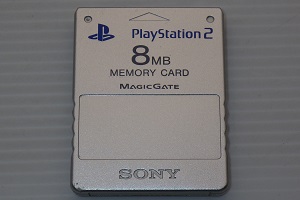 PlayStation 2
8MB
MEMORY CARD
MAGICGATE
SONY